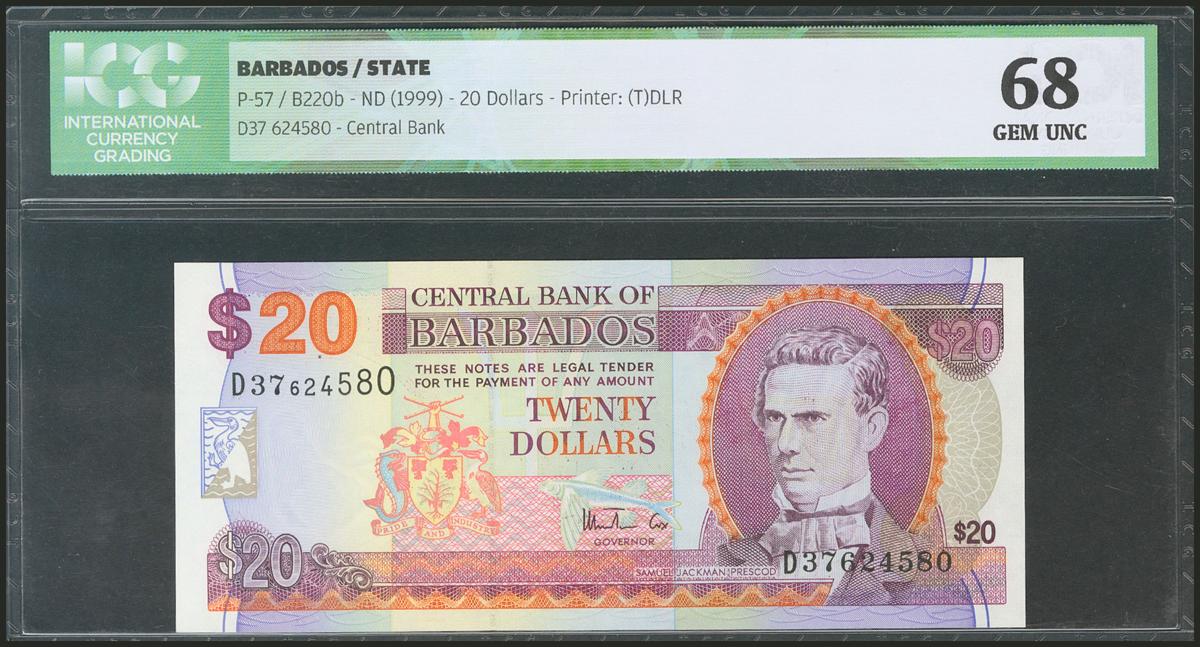 ICG
INTERNATIONAL
CURRENCY
GRADING
BARBADOS / STATE
P-57 / B220b - ND (1999) - 20 Dollars - Printer: (T)DLR
D37 624580 - Central Bank
68
GEM UNC
$20
CENTRAL BANK OF
BARBADOS
$20
THESE NOTES ARE LEGAL TENDER
FOR THE PAYMENT OF ANY AMOUNT
D37624580
TWENTY
DOLLARS
PRIDE AND INDUSTRY
GOVERNOR
$20
$20
SAMUEL JACKMAN PRESCOD
D37624580